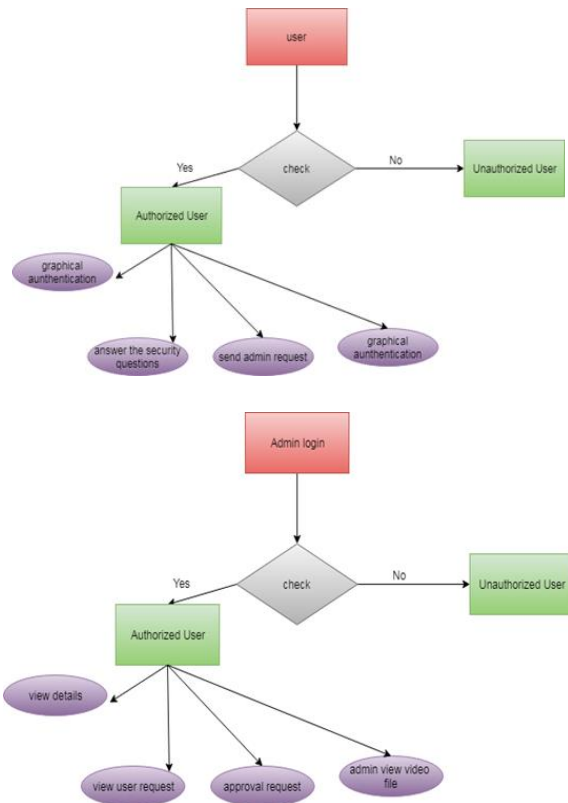 user
check
Yes
No
Unauthorized User
Authorized User
graphical
aunthentication
answer the security
questions
send admin request
graphical
aunthentication
Admin login
check
Yes
No
Unauthorized User
Authorized User
view details
view user request
approval request
admin view video
file